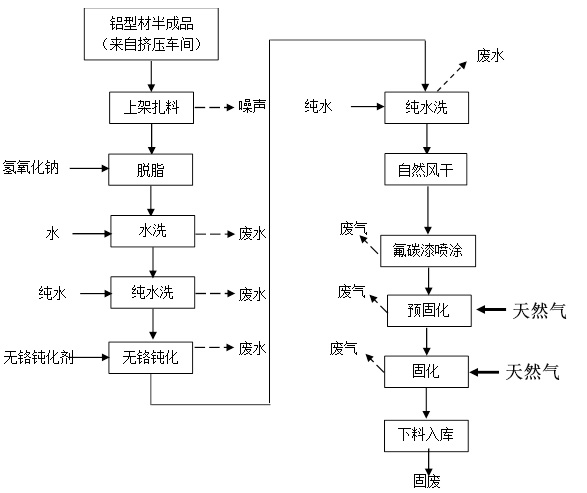 铝型材半成品
（来自挤压车间）
上架扎料
噪声
氢氧化钠
脱脂
水
水洗
废水
纯水
纯水洗
废水
无铬钝化剂
无铬钝化
废水
废水
纯水
纯水洗
自然风干
废气
氟碳漆喷涂
废气
预固化
天然气
废气
固化
天然气
下料入库
固废